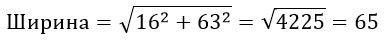 Ширина = √(16² + 63²) = √4225 = 65